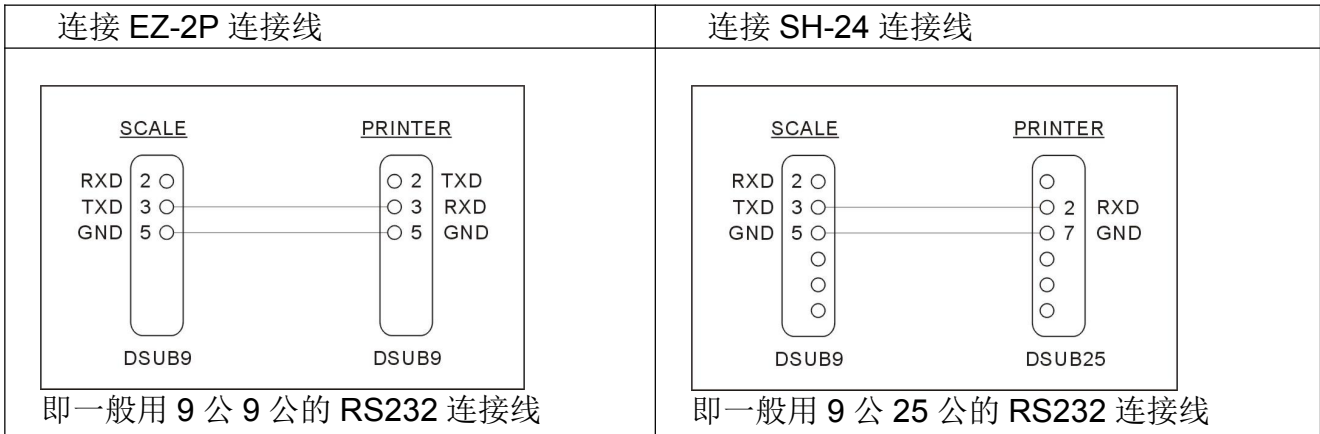 连接 EZ-2P 连接线
SCALE PRINTER
RXD 2 2 TXD
TXD 3 3 RXD
GND 5 5 GND
DSUB9 DSUB9
即一般用 9 公 9 公的 RS232 连接线
连接 SH-24 连接线
SCALE PRINTER
RXD 2
TXD 3 2 RXD
GND 5 7 GND
DSUB9 DSUB25
即一般用 9 公 25 公的 RS232 连接线